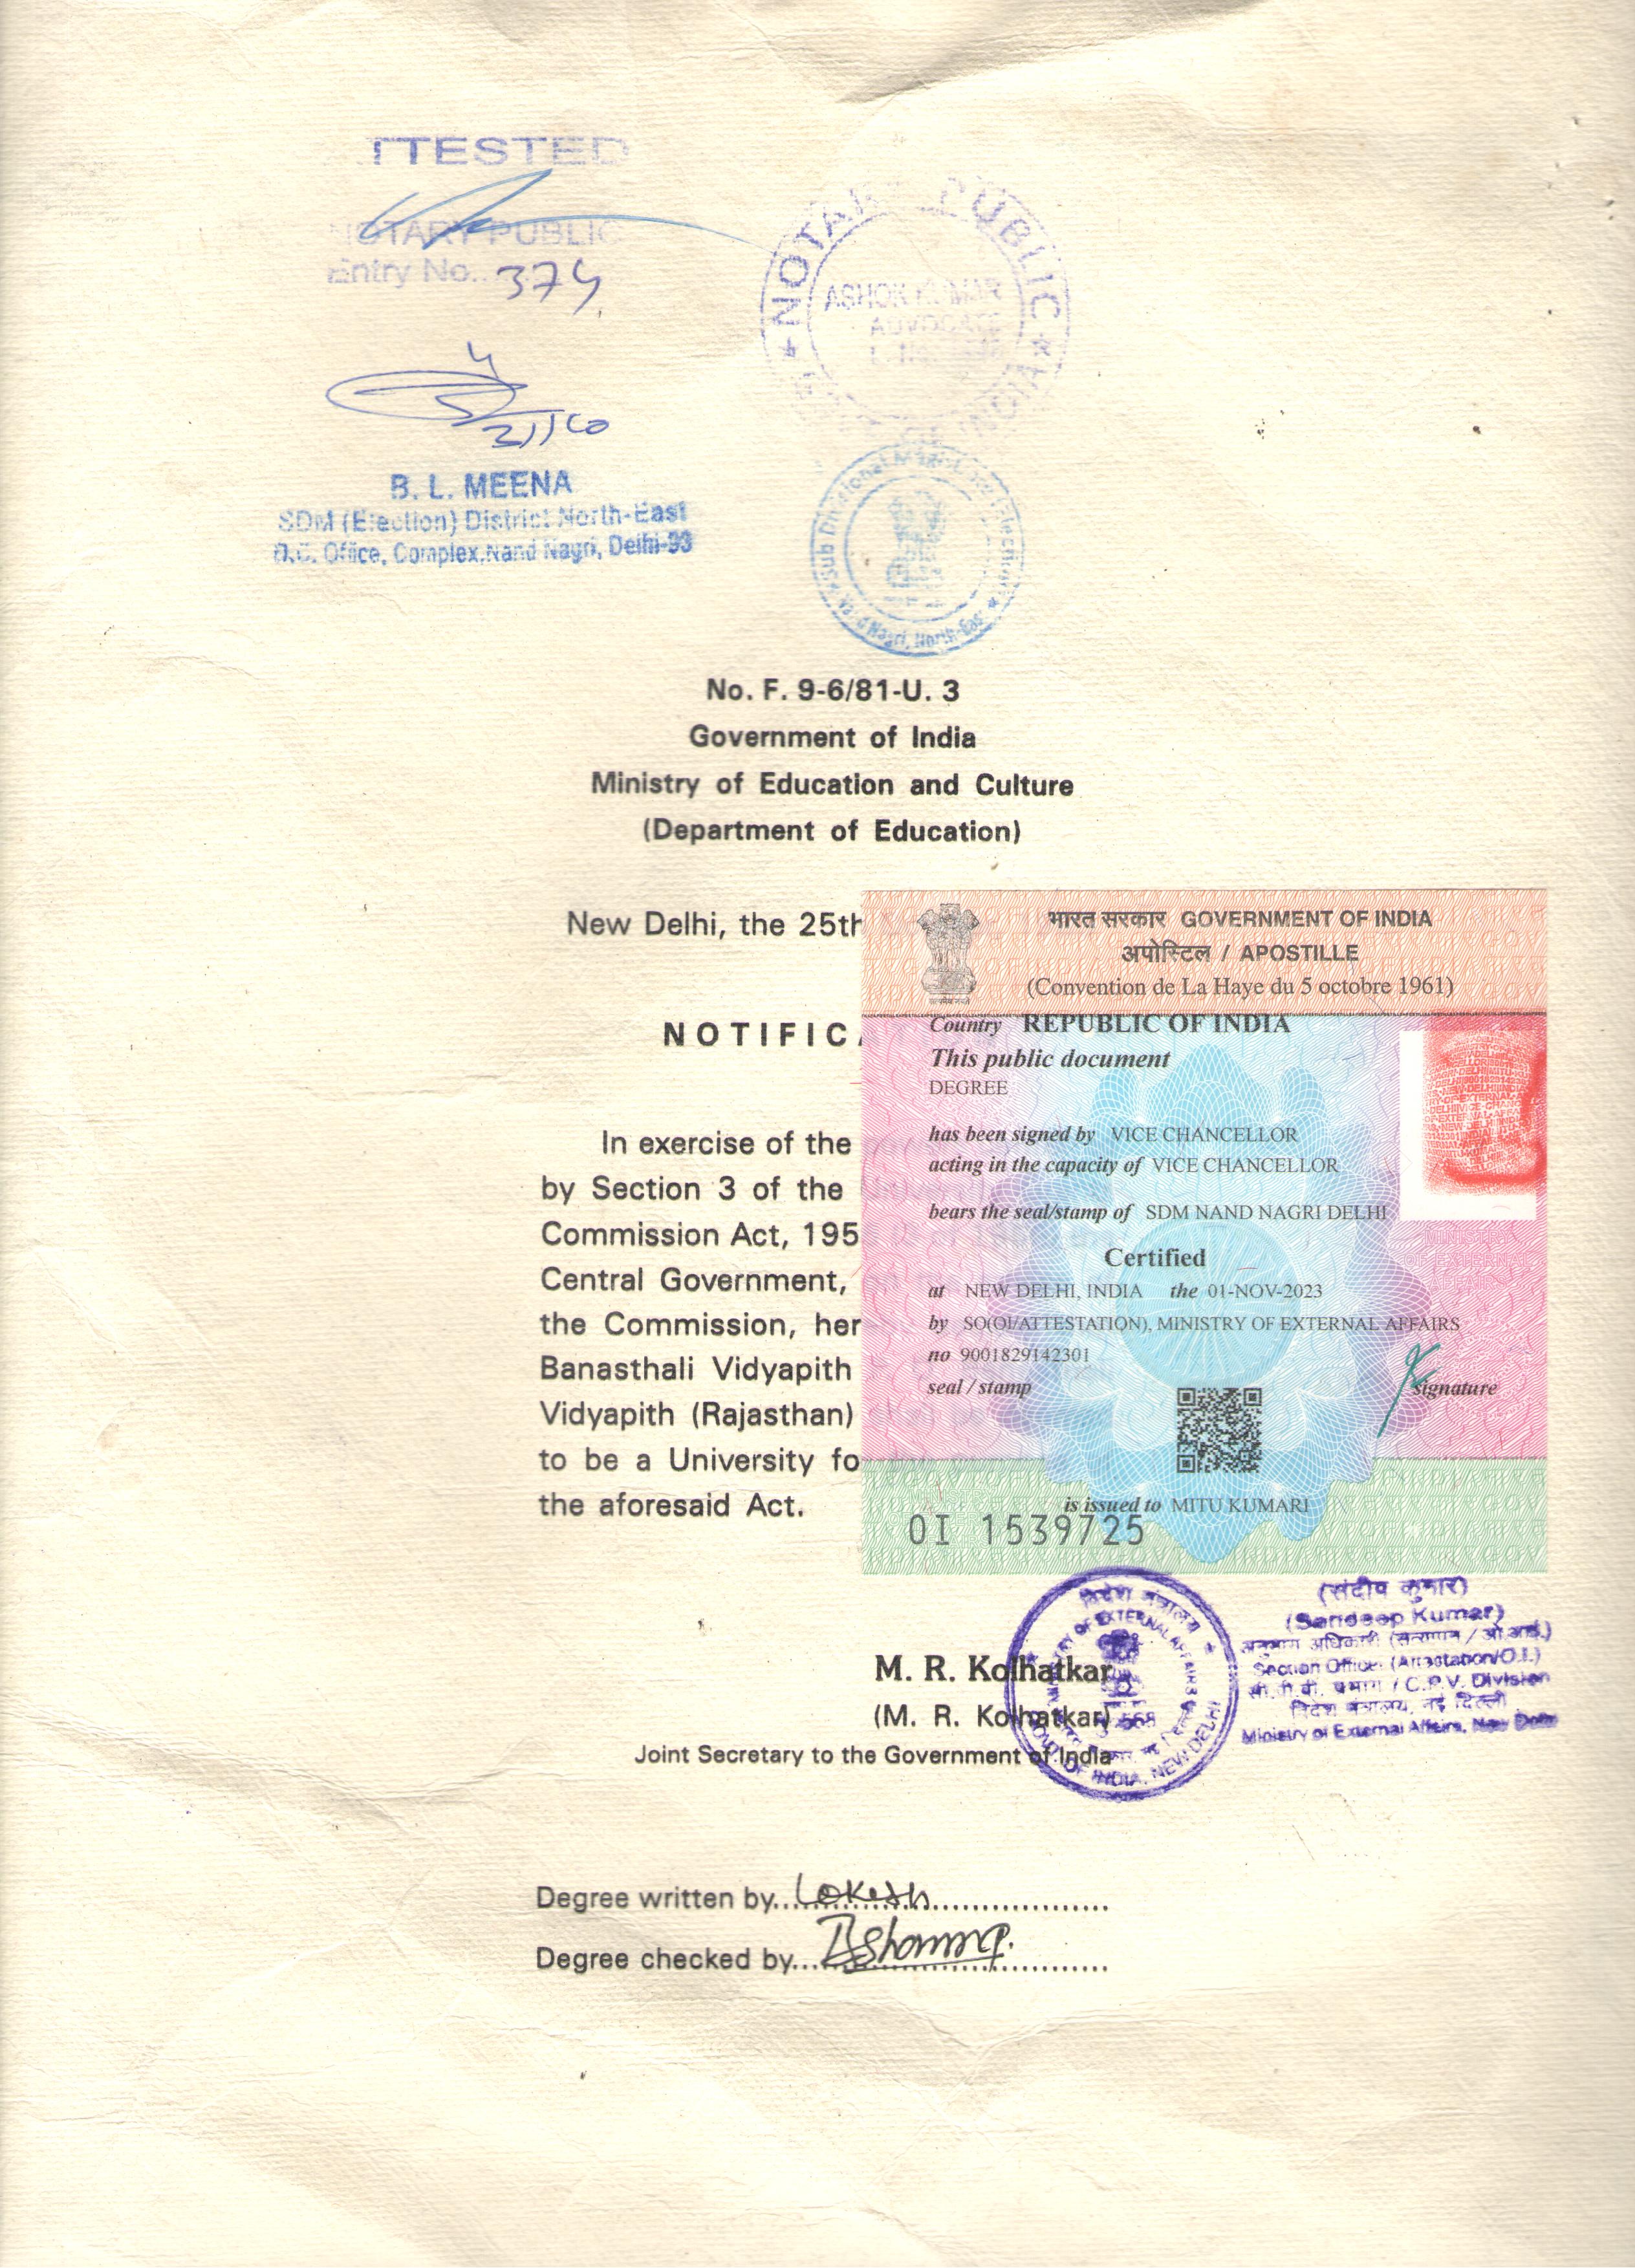 TTESTED
NOTARY PUBLIC
Entry No.. 374
NOTARY PUBLIC
ASHOK KUMAR
ADVOCATE
INDIA
B. L. MEENA
SDM (Election) District North-East
D.C. Office, Complex, Nand Nagri, Delhi-93
Sub Divisional Nand Nagri, North-East
No. F. 9-6/81-U. 3
Government of India
Ministry of Education and Culture
(Department of Education)
New Delhi, the 25th
NOTIFICA
In exercise of the
by Section 3 of the
Commission Act, 195
Central Government,
the Commission, her
Banasthali Vidyapith
Vidyapith (Rajasthan)
to be a University fo
the aforesaid Act.
भारत सरकार GOVERNMENT OF INDIA
अपोस्टिल / APOSTILLE
(Convention de La Haye du 5 octobre 1961)
Country REPUBLIC OF INDIA
This public document
DEGREE
has been signed by VICE CHANCELLOR
acting in the capacity of VICE CHANCELLOR
bears the seal/stamp of SDM NAND NAGRI DELHI
Certified
at NEW DELHI, INDIA the 01-NOV-2023
by SO(OI/ATTESTATION), MINISTRY OF EXTERNAL AFFAIRS
no 9001829142301
seal / stamp
signature
is issued to MITU KUMARI
OI 1539725
M. R. Kolhatkar
(M. R. Kolhatkar)
Joint Secretary to the Government of India
विदेश मंत्रालय
MINISTRY OF EXTERNAL AFFAIRS
OF INDIA, NEW DELHI
(संदीप कुमार)
(Sandeep Kumar)
अनुभाग अधिकारी (सत्यापन / ओ.आई.)
Section Officer (Attestation/O.I.)
सी.पी.वी. प्रभाग / C.P.V. Division
विदेश मंत्रालय, नई दिल्ली
Ministry of External Affairs, New Delhi
Degree written by.. Lokesh
Degree checked by... BSharma.